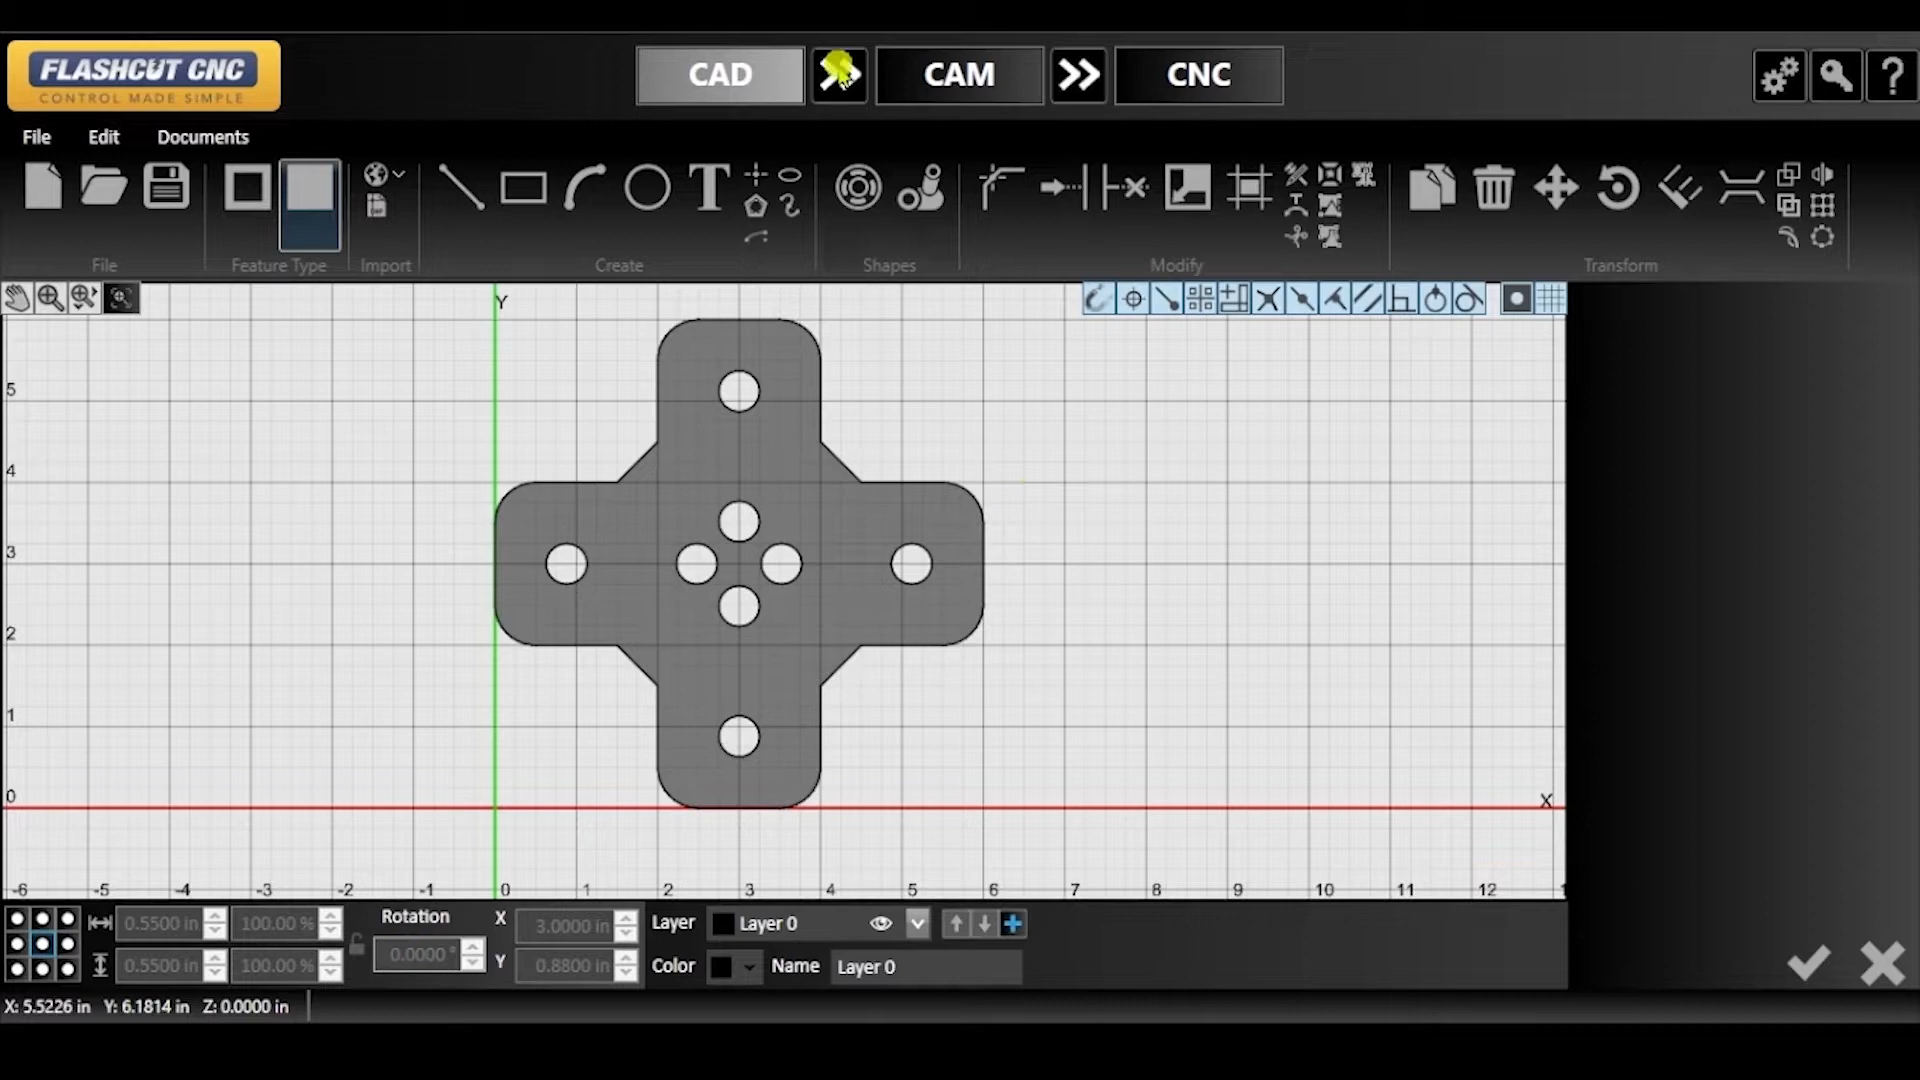 FLASHCUT CNC
CONTROL MADE SIMPLE
CAD
CAM
CNC
File Edit Documents
T
File Feature Type Import Create Shapes Modify Transform
Y
5
4
3
2
1
0
X
-6 -5 -4 -3 -2 -1 0 1 2 3 4 5 6 7 8 9 10 11 12 1
0.5500 in 100.00 % Rotation X 3.0000 in Layer Layer 0
0.5500 in 100.00 % 0.0000 ° Y 0.8800 in Color Name Layer 0
X: 5.5226 in Y: 6.1814 in Z: 0.0000 in